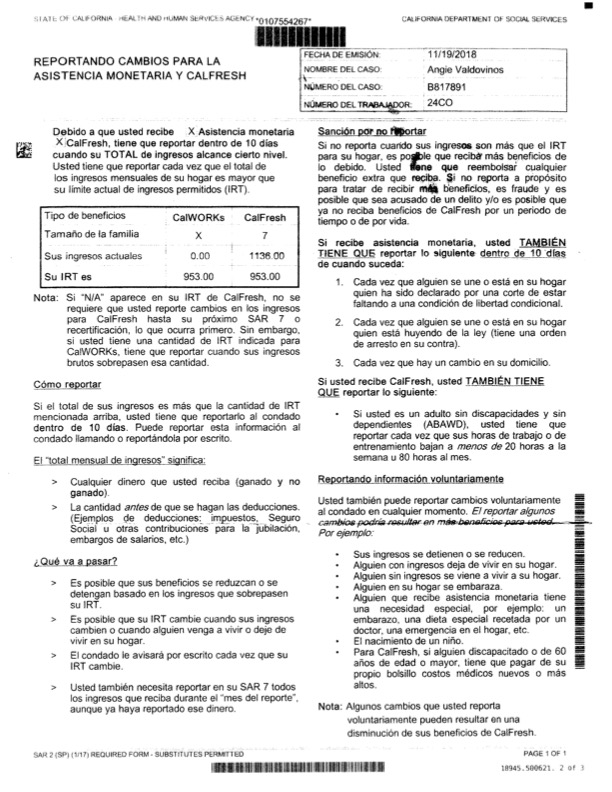 STATE OF CALIFORNIA - HEALTH AND HUMAN SERVICES AGENCY *0107554267*
CALIFORNIA DEPARTMENT OF SOCIAL SERVICES
REPORTANDO CAMBIOS PARA LA
ASISTENCIA MONETARIA Y CALFRESH
FECHA DE EMISIÓN: 11/19/2018
NOMBRE DEL CASO: Angie Valdovinos
NÚMERO DEL CASO: B817891
NÚMERO DEL TRABAJADOR: 24CO
Debido a que usted recibe X Asistencia monetaria
X CalFresh, tiene que reportar dentro de 10 días
cuando su TOTAL de ingresos alcance cierto nivel.
Usted tiene que reportar cada vez que el total de
los ingresos mensuales de su hogar es mayor que
su límite actual de ingresos permitidos (IRT).
Tipo de beneficios CalWORKs CalFresh
Tamaño de la familia X 7
Sus ingresos actuales 0.00 1136.00
Su IRT es 953.00 953.00
Nota: Si “N/A” aparece en su IRT de CalFresh, no se
requiere que usted reporte cambios en los ingresos
para CalFresh hasta su próximo SAR 7 o
recertificación, lo que ocurra primero. Sin embargo,
si usted tiene una cantidad de IRT indicada para
CalWORKs, tiene que reportar cuando sus ingresos
brutos sobrepasen esa cantidad.
Cómo reportar
Si el total de sus ingresos es más que la cantidad de IRT
mencionada arriba, usted tiene que reportarlo al condado
dentro de 10 días. Puede reportar esta información al
condado llamando o reportándola por escrito.
El “total mensual de ingresos” significa:
> Cualquier dinero que usted reciba (ganado y no
ganado).
> La cantidad antes de que se hagan las deducciones.
(Ejemplos de deducciones: impuestos, Seguro
Social u otras contribuciones para la jubilación,
embargos de salarios, etc.)
¿Qué va a pasar?
> Es posible que sus beneficios se reduzcan o se
detengan basado en los ingresos que sobrepasen
su IRT.
> Es posible que su IRT cambie cuando sus ingresos
cambien o cuando alguien venga a vivir o deje de
vivir en su hogar.
> El condado le avisará por escrito cada vez que su
IRT cambie.
> Usted también necesita reportar en su SAR 7 todos
los ingresos que reciba durante el “mes del reporte”,
aunque ya haya reportado ese dinero.
Sanción por no reportar
Si no reporta cuando sus ingresos son más que el IRT
para su hogar, es posible que reciba más beneficios de
lo debido. Usted tiene que reembolsar cualquier
beneficio extra que reciba. Si no reporta a propósito
para tratar de recibir más beneficios, es fraude y es
posible que sea acusado de un delito y/o es posible que
ya no reciba beneficios de CalFresh por un periodo de
tiempo o de por vida.
Si recibe asistencia monetaria, usted TAMBIÉN
TIENE QUE reportar lo siguiente dentro de 10 días
de cuando suceda:
1. Cada vez que alguien se une o está en su hogar
quien ha sido declarado por una corte de estar
faltando a una condición de libertad condicional.
2. Cada vez que alguien se une o está en su hogar
quien está huyendo de la ley (tiene una orden
de arresto en su contra).
3. Cada vez que hay un cambio en su domicilio.
Si usted recibe CalFresh, usted TAMBIÉN TIENE
QUE reportar lo siguiente:
• Si usted es un adulto sin discapacidades y sin
dependientes (ABAWD), usted tiene que
reportar cada vez que sus horas de trabajo o de
entrenamiento bajan a menos de 20 horas a la
semana u 80 horas al mes.
Reportando información voluntariamente
Usted también puede reportar cambios voluntariamente
al condado en cualquier momento. El reportar algunos
cambios podría resultar en más beneficios para usted.
Por ejemplo:
• Sus ingresos se detienen o se reducen.
• Alguien con ingresos deja de vivir en su hogar.
• Alguien sin ingresos se viene a vivir a su hogar.
• Alguien en su hogar se embaraza.
• Alguien que recibe asistencia monetaria tiene
una necesidad especial, por ejemplo: un
embarazo, una dieta especial recetada por un
doctor, una emergencia en el hogar, etc.
• El nacimiento de un niño.
• Para CalFresh, si alguien discapacitado o de 60
años de edad o mayor, tiene que pagar de su
propio bolsillo costos médicos nuevos o más
altos.
Nota: Algunos cambios que usted reporta
voluntariamente pueden resultar en una
disminución de sus beneficios de CalFresh.
SAR 2 (SP) (1/17) REQUIRED FORM - SUBSTITUTES PERMITTED
PAGE 1 OF 1
18945.500621. 2 of 3